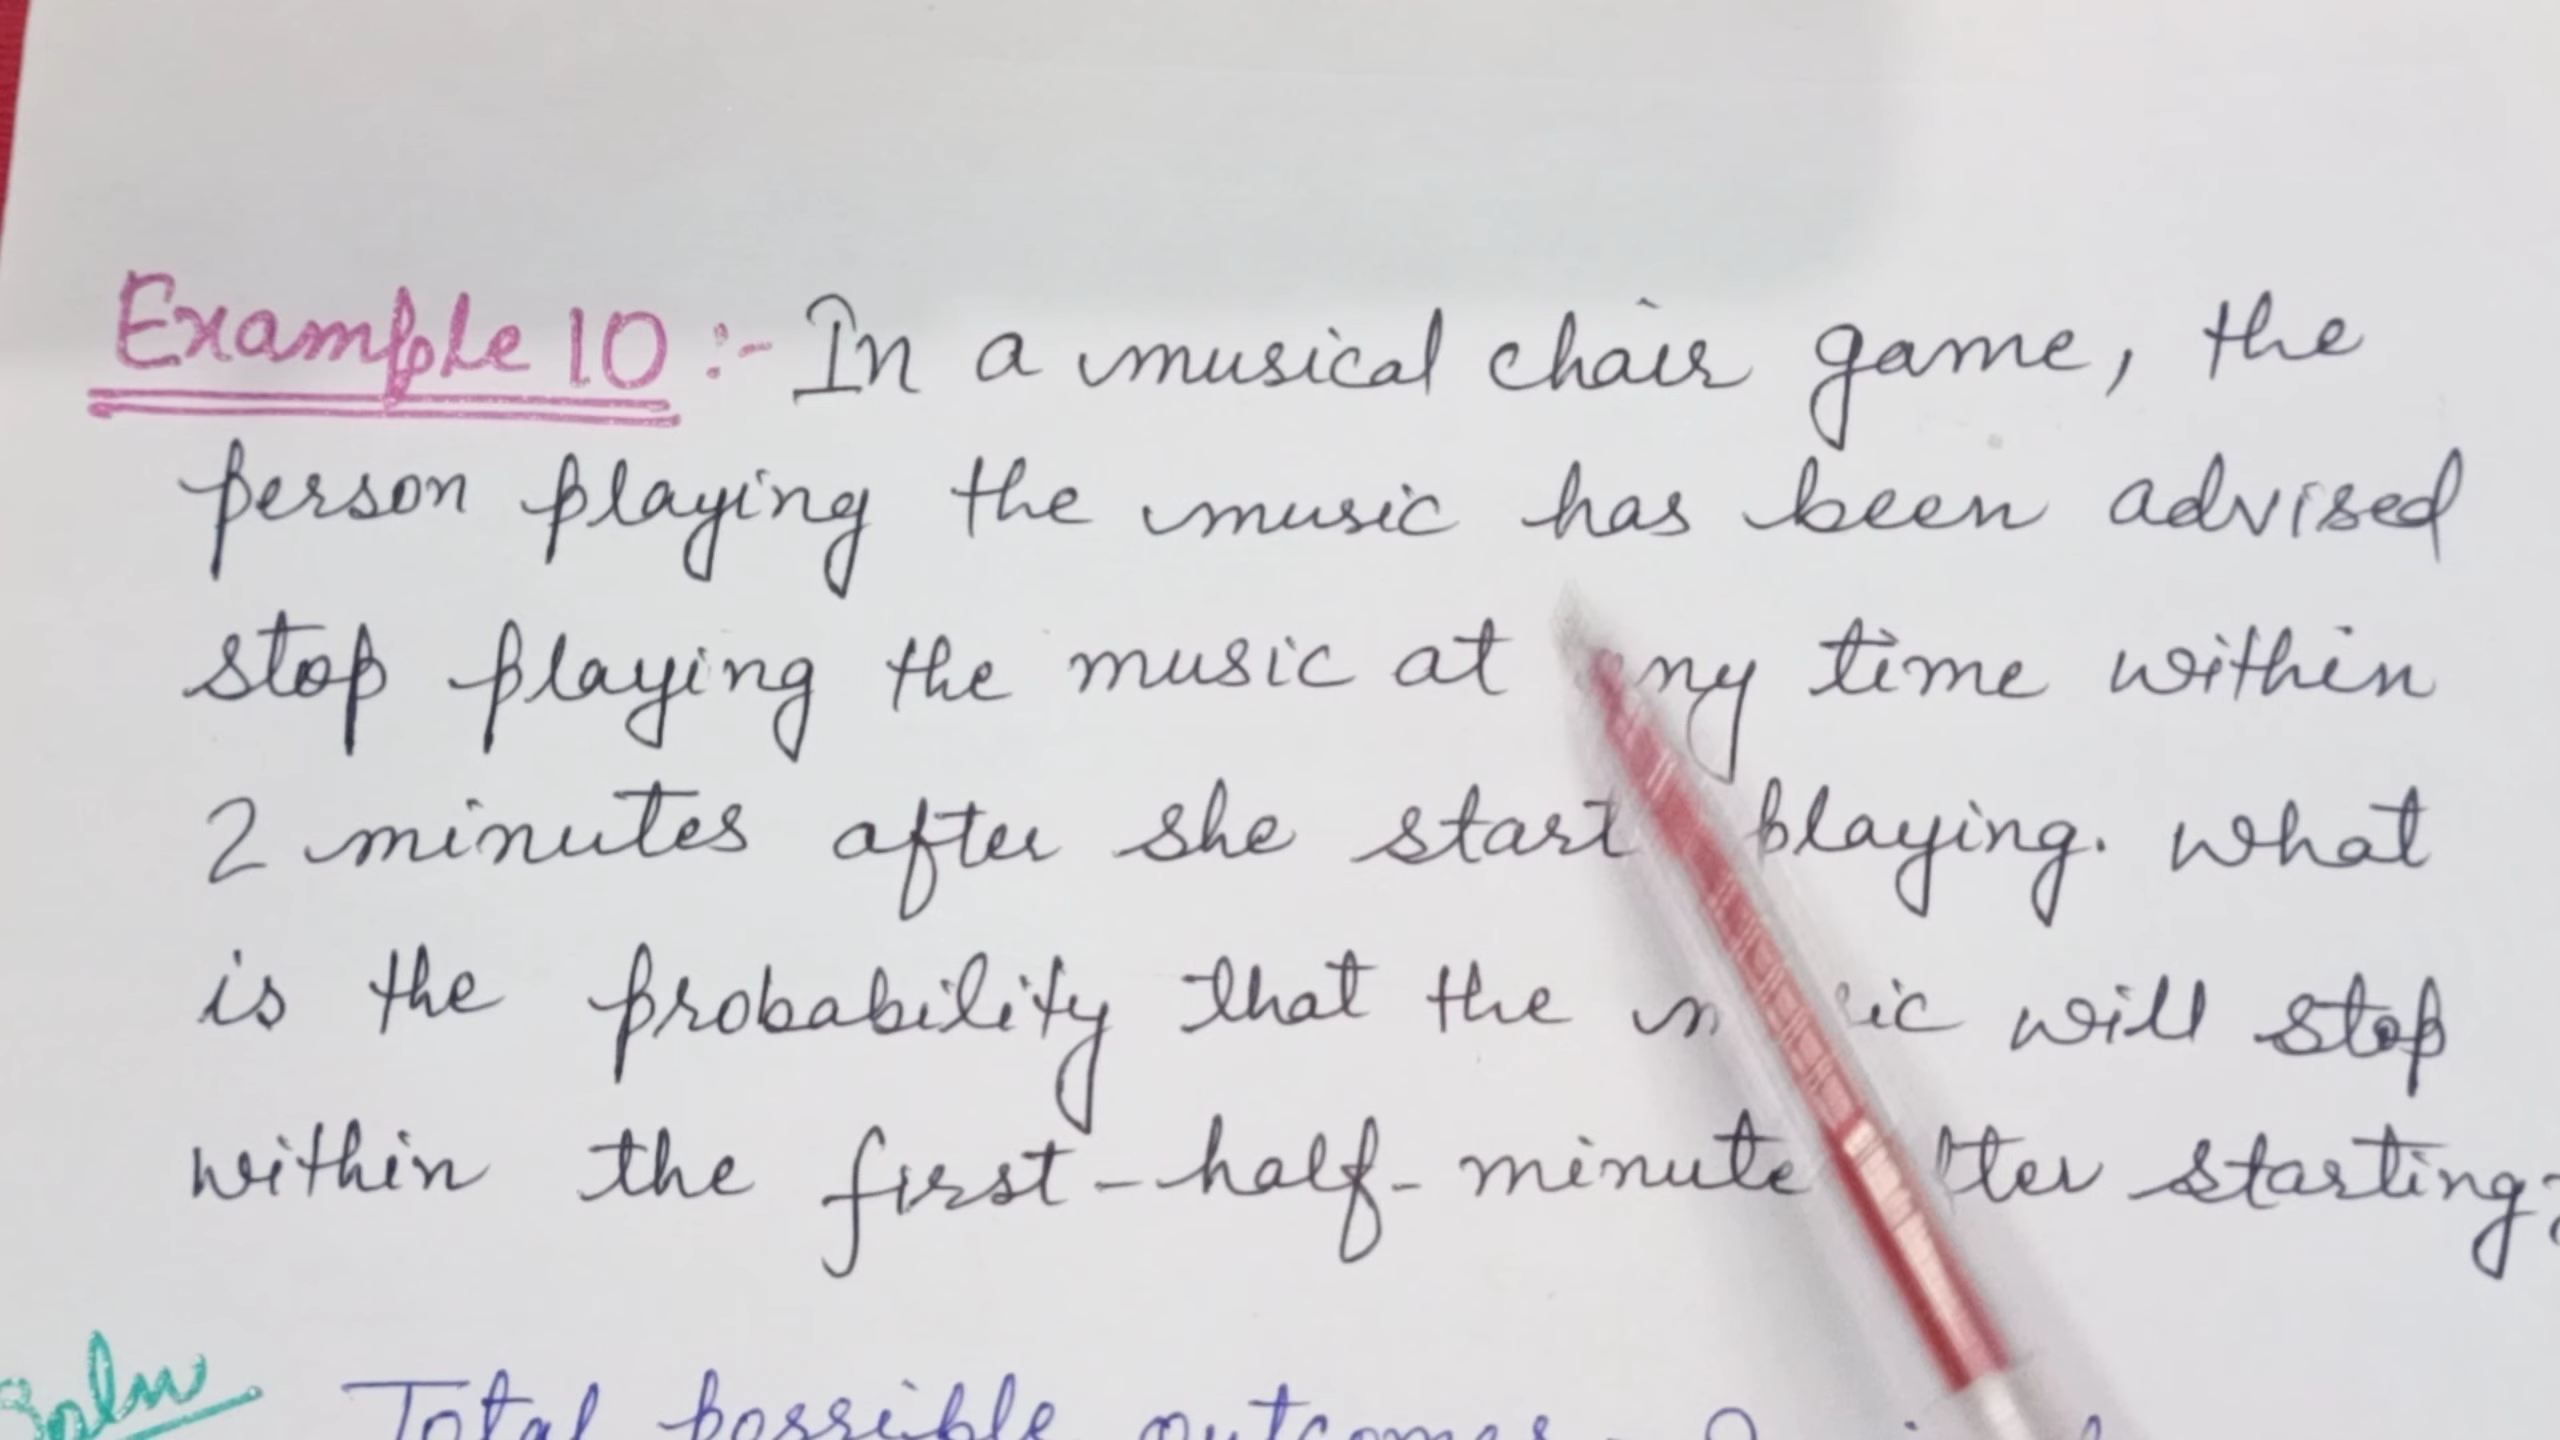 Example 10 :- In a musical chair game, the
person playing the music has been advised
stop playing the music at time within
2 minutes after she start playing. what
is the probability that the will stop
within the first-half-minute starting?
Soln Total possible outcomes